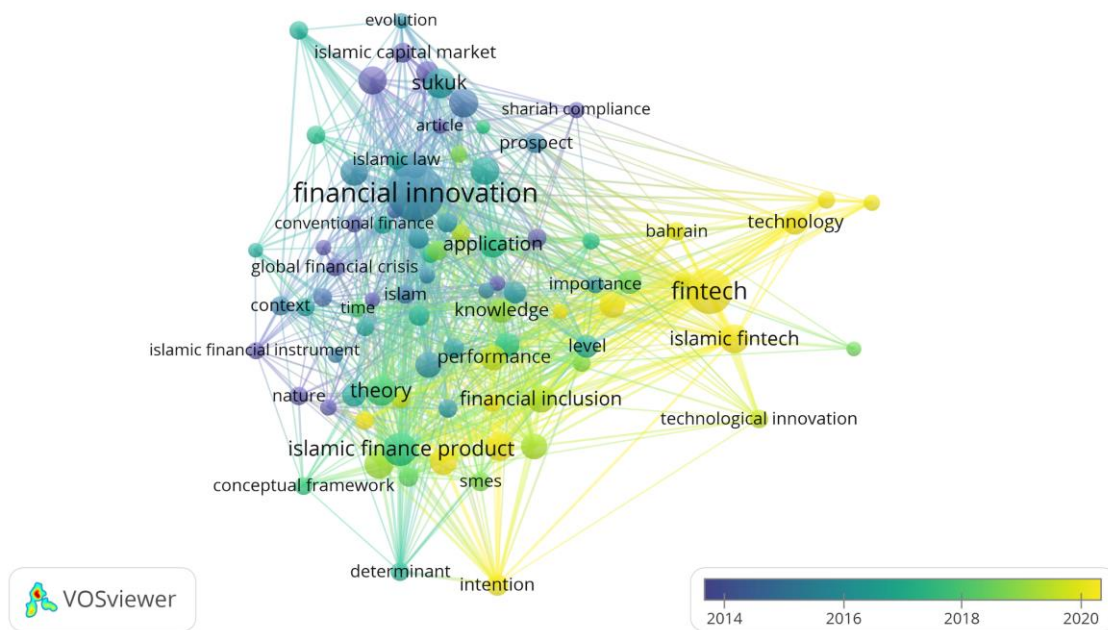 evolution
islamic capital market
sukuk
shariah compliance
article
prospect
islamic law
financial innovation
technology
conventional finance
bahrain
application
global financial crisis
importance
islam
fintech
context
time
knowledge
islamic fintech
level
islamic financial instrument
performance
theory
nature
financial inclusion
technological innovation
islamic finance product
smes
conceptual framework
determinant
intention
VOSviewer
2014
2016
2018
2020